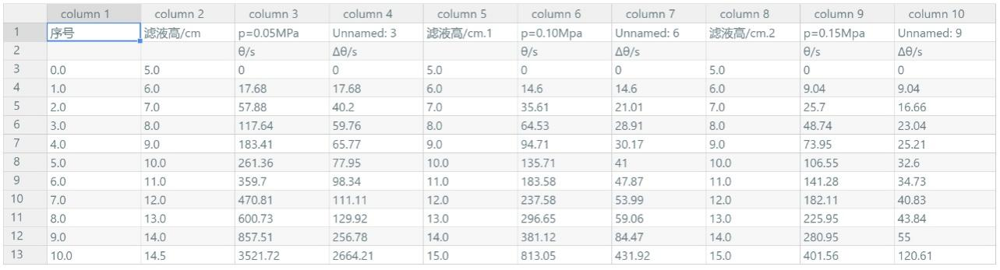 column 1 column 2 column 3 column 4 column 5 column 6 column 7 column 8 column 9 column 10
1 序号 滤液高/cm p=0.05MPa Unnamed: 3 滤液高/cm.1 p=0.10Mpa Unnamed: 6 滤液高/cm.2 p=0.15Mpa Unnamed: 9
2 θ/s Δθ/s θ/s Δθ/s θ/s Δθ/s
3 0.0 5.0 0 0 5.0 0 0 5.0 0 0
4 1.0 6.0 17.68 17.68 6.0 14.6 14.6 6.0 9.04 9.04
5 2.0 7.0 57.88 40.2 7.0 35.61 21.01 7.0 25.7 16.66
6 3.0 8.0 117.64 59.76 8.0 64.53 28.91 8.0 48.74 23.04
7 4.0 9.0 183.41 65.77 9.0 94.71 30.17 9.0 73.95 25.21
8 5.0 10.0 261.36 77.95 10.0 135.71 41 10.0 106.55 32.6
9 6.0 11.0 359.7 98.34 11.0 183.58 47.87 11.0 141.28 34.73
10 7.0 12.0 470.81 111.11 12.0 237.58 53.99 12.0 182.11 40.83
11 8.0 13.0 600.73 129.92 13.0 296.65 59.06 13.0 225.95 43.84
12 9.0 14.0 857.51 256.78 14.0 381.12 84.47 14.0 280.95 55
13 10.0 14.5 3521.72 2664.21 15.0 813.05 431.92 15.0 401.56 120.61